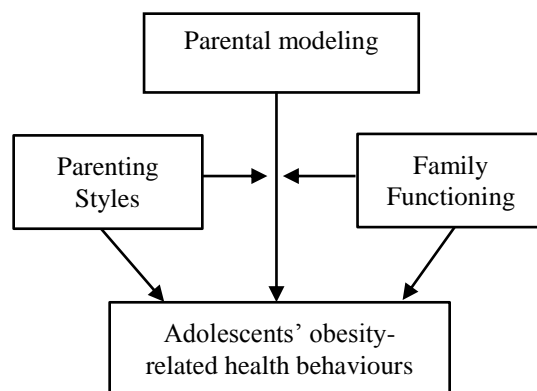 Parental modeling
Parenting
Styles
Family
Functioning
Adolescents’ obesity-
related health behaviours